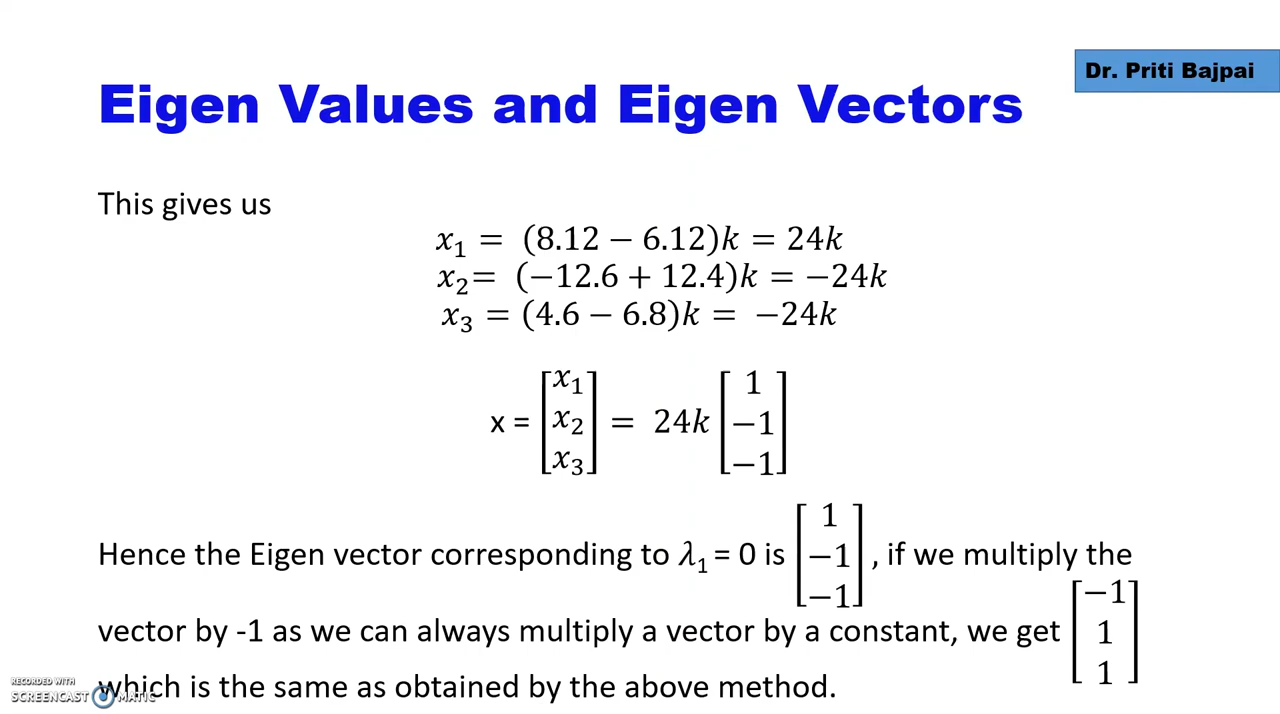 Dr. Priti Bajpai
Eigen Values and Eigen Vectors
This gives us
x₁ = (8.12 − 6.12)k = 24k
x₂= (−12.6 + 12.4)k = −24k
x₃ = (4.6 − 6.8)k = −24k
x = [x₁ x₂ x₃] = 24k [1 −1 −1]
Hence the Eigen vector corresponding to λ₁ = 0 is [1 −1 −1] , if we multiply the
vector by -1 as we can always multiply a vector by a constant, we get [−1 1 1]
which is the same as obtained by the above method.
RECORDED WITH
SCREENCAST MATIC